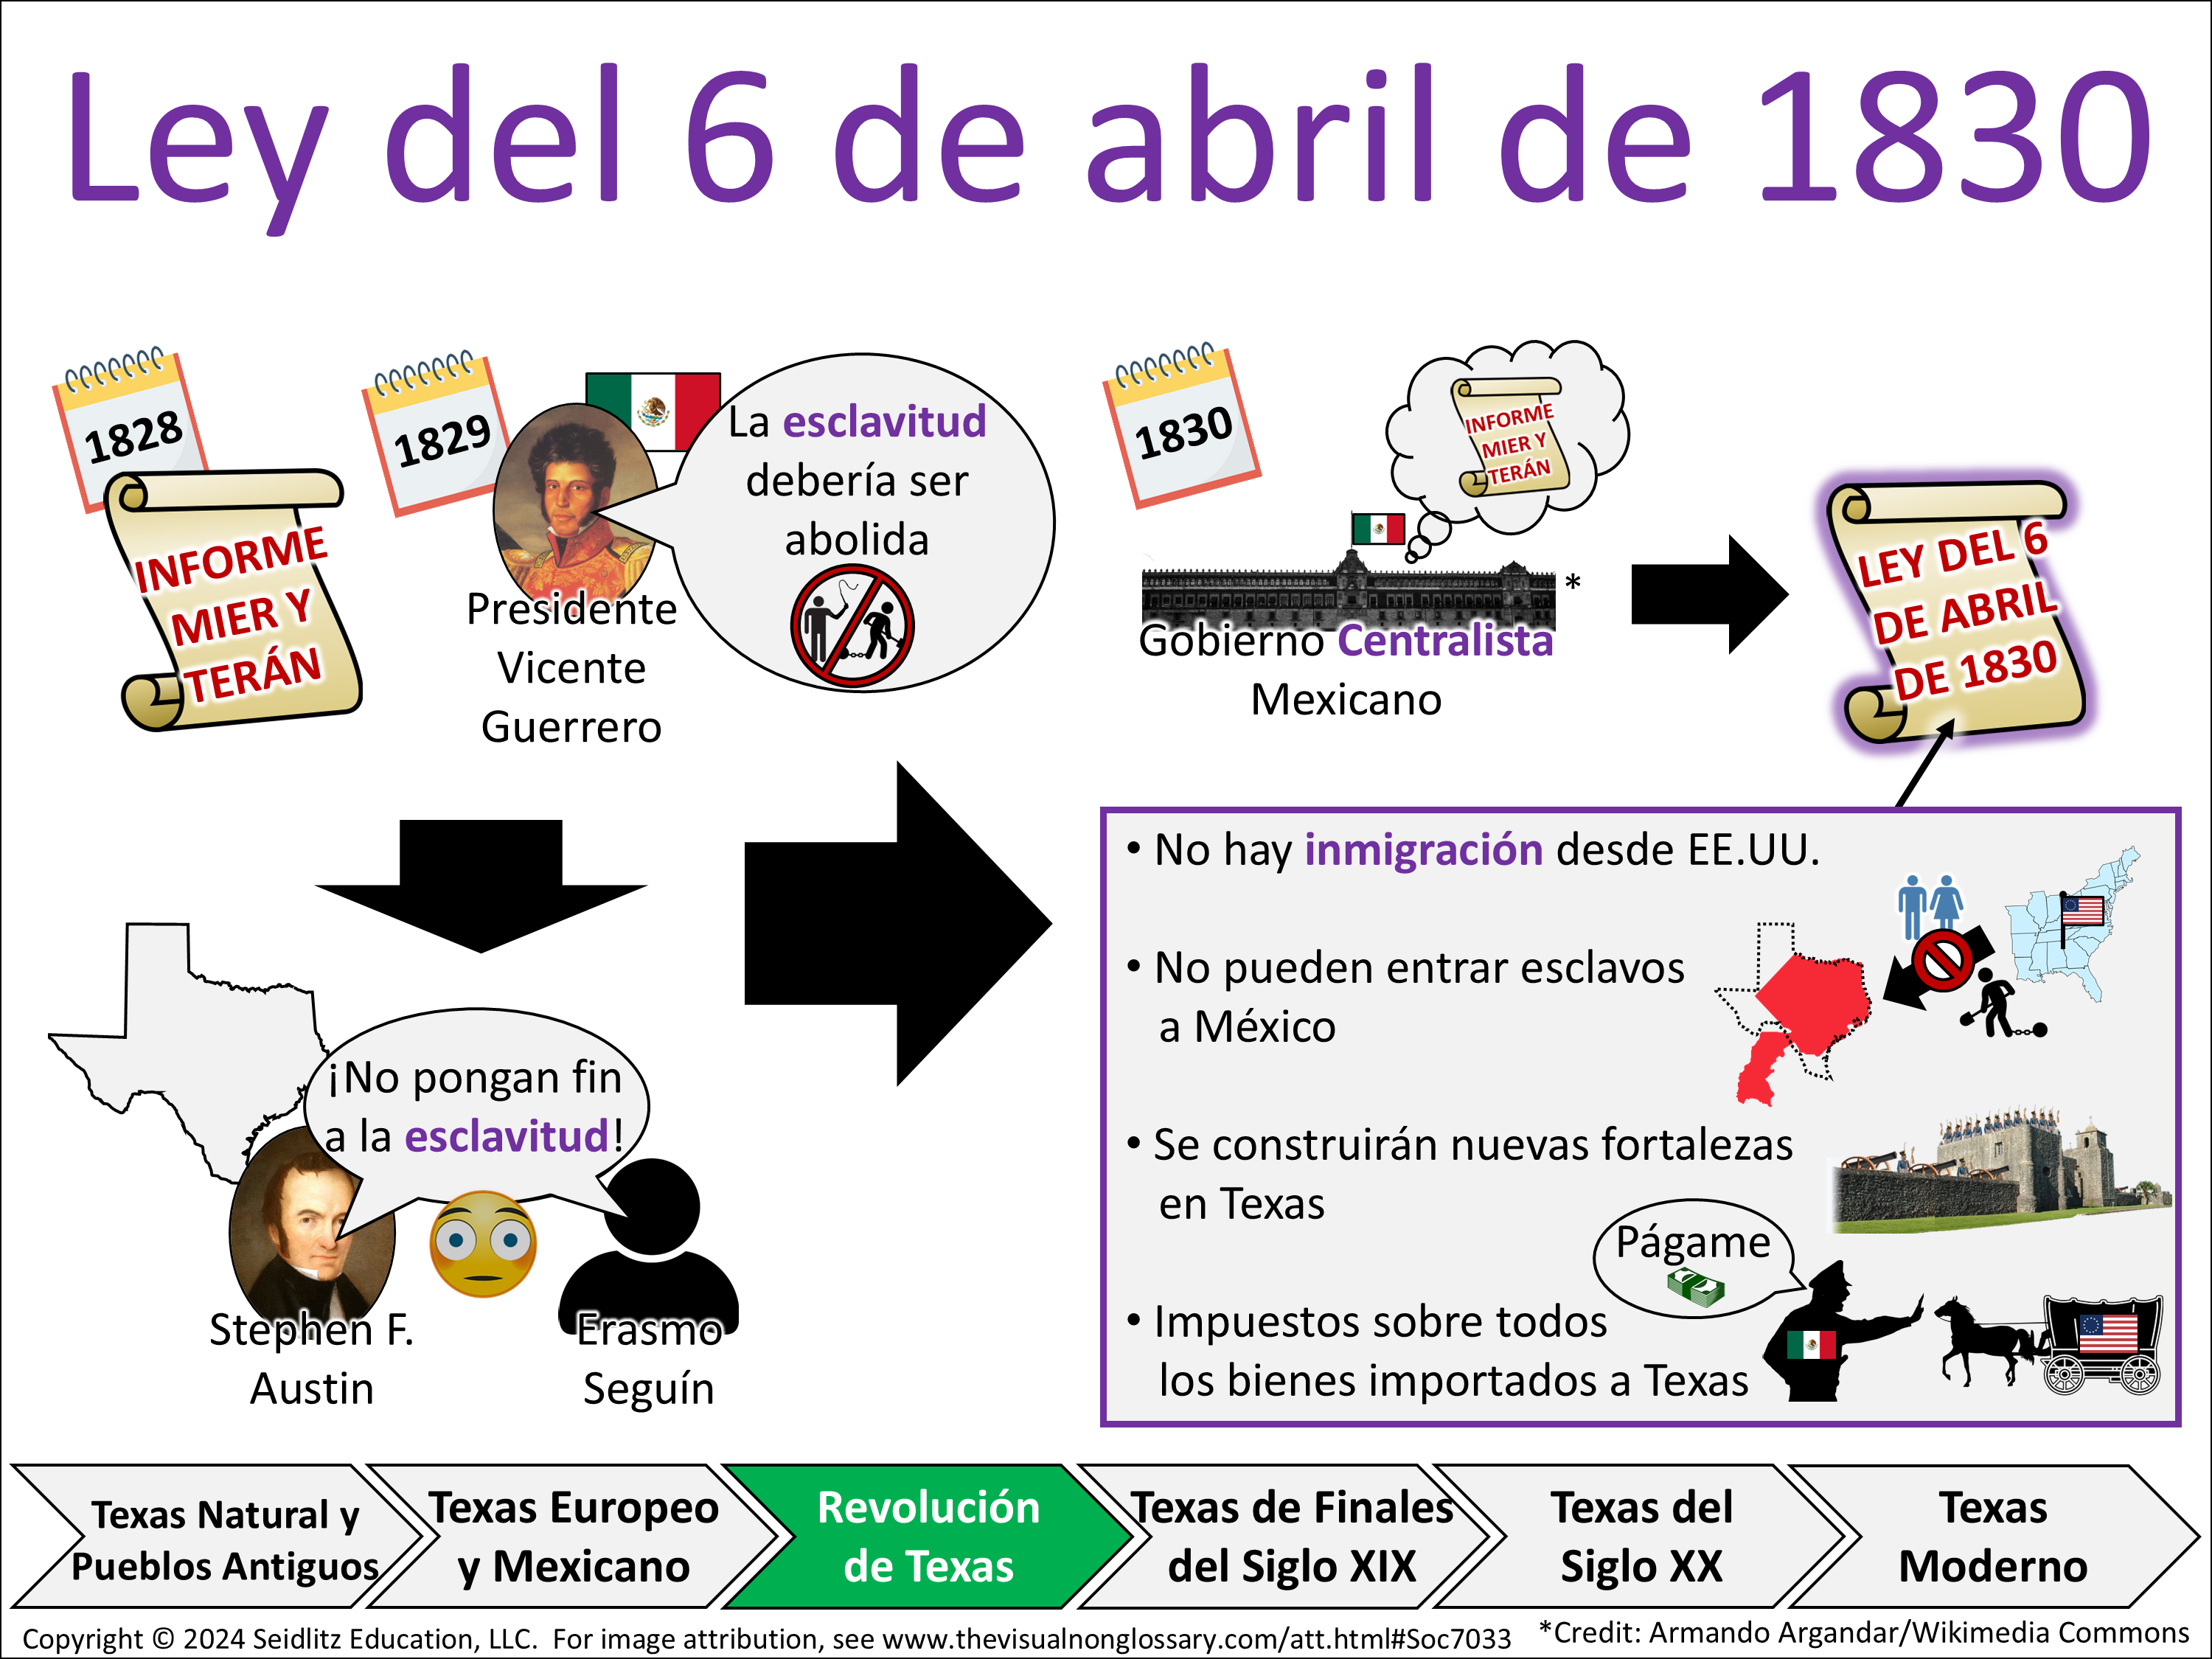 Ley del 6 de abril de 1830
1828
INFORME
MIER Y
TERÁN
1829
Presidente
Vicente
Guerrero
La esclavitud
debería ser
abolida
1830
INFORME
MIER Y
TERÁN
*
Gobierno Centralista
Mexicano
LEY DEL 6
DE ABRIL
DE 1830
¡No pongan fin
a la esclavitud!
Stephen F.
Austin
Erasmo
Seguín
• No hay inmigración desde EE.UU.
• No pueden entrar esclavos
a México
• Se construirán nuevas fortalezas
en Texas
Págame
• Impuestos sobre todos
los bienes importados a Texas
Texas Natural y
Pueblos Antiguos
Texas Europeo
y Mexicano
Revolución
de Texas
Texas de Finales
del Siglo XIX
Texas del
Siglo XX
Texas
Moderno
Copyright © 2024 Seidlitz Education, LLC.  For image attribution, see www.thevisualnonglossary.com/att.html#Soc7033
*Credit: Armando Argandar/Wikimedia Commons